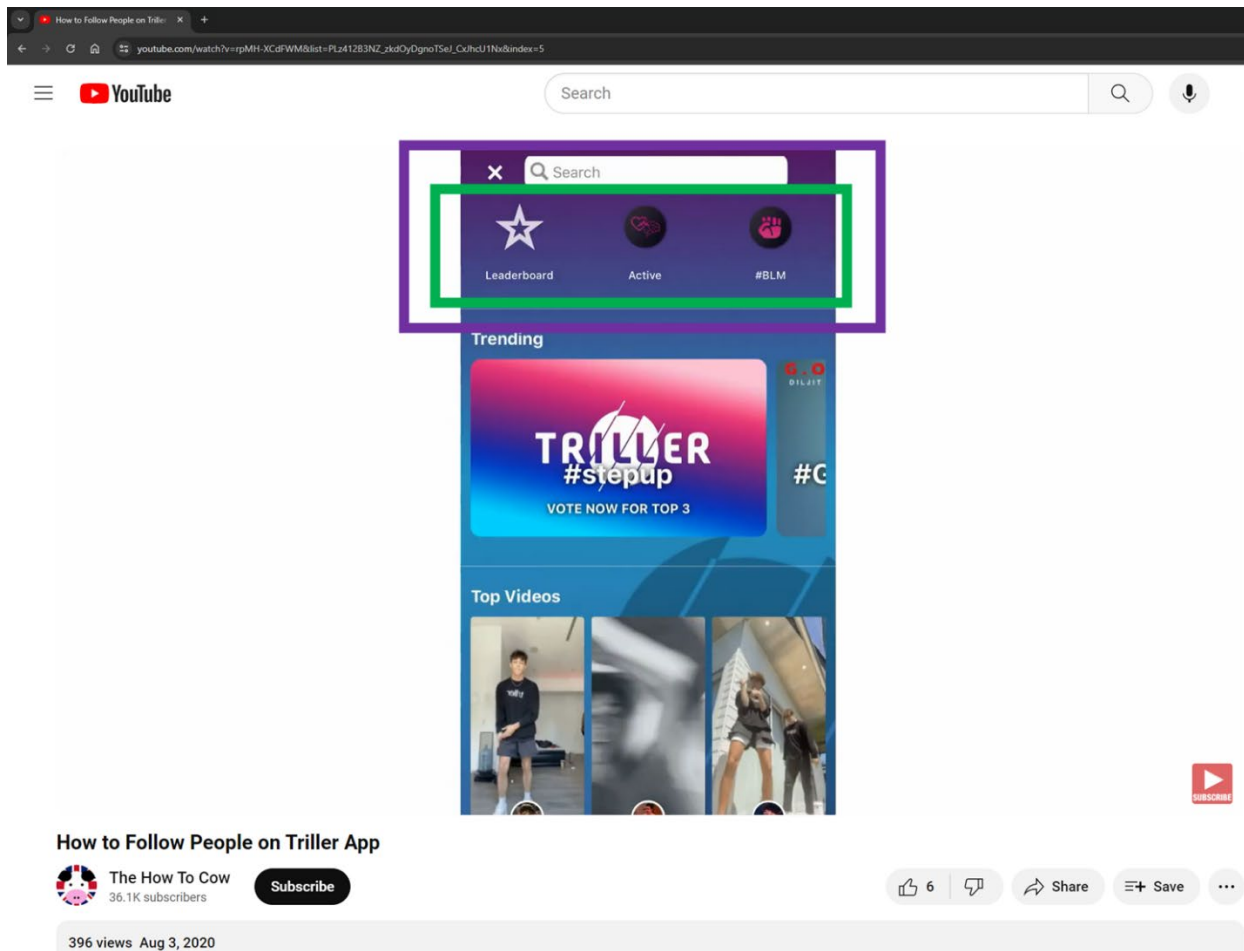 How to Follow People on Triller
youtube.com/watch?v=rpMH-XCdFWM&list=PLz412B3NZ_zkdOyDgnoTSeJ_CxJhcU1Nx&index=5
YouTube
Search
Search
Leaderboard Active #BLM
Trending
TRILLER
#stepup
VOTE NOW FOR TOP 3
G.O
DILJIT
#G
Top Videos
SUBSCRIBE
How to Follow People on Triller App
The How To Cow
36.1K subscribers
Subscribe
6 Share Save
396 views Aug 3, 2020